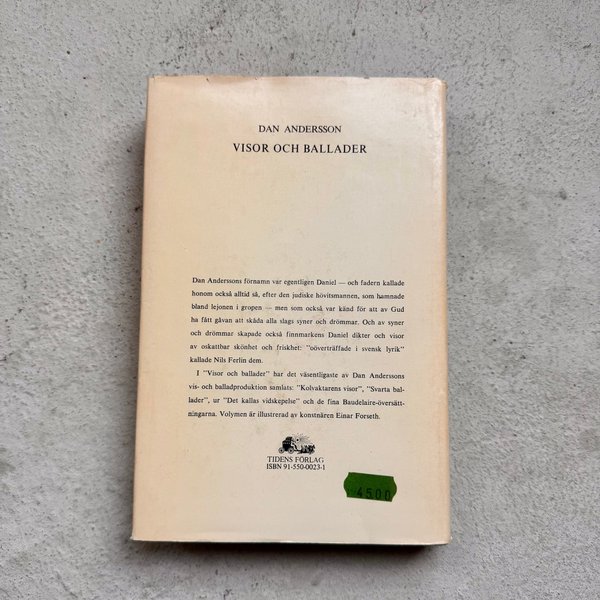 DAN ANDERSSON
VISOR OCH BALLADER
Dan Anderssons förnamn var egentligen Daniel — och fadern kallade
honom också alltid så, efter den judiske hövitsmannen, som hamnade
bland lejonen i gropen — men som också var känd för att av Gud
ha fått gåvan att skåda alla slags syner och drömmar. Och av syner
och drömmar skapade också finnmarkens Daniel dikter och visor
av oskattbar skönhet och friskhet: "oöverträffade i svensk lyrik"
kallade Nils Ferlin dem.
I "Visor och ballader" har det väsentligaste av Dan Anderssons
vis- och balladproduktion samlats: "Kolvaktarens visor", "Svarta bal-
lader", ur "Det kallas vidskepelse" och de fina Baudelaire-översätt-
ningarna. Volymen är illustrerad av konstnären Einar Forseth.
TIDENS FÖRLAG
ISBN 91-550-0023-1
4500